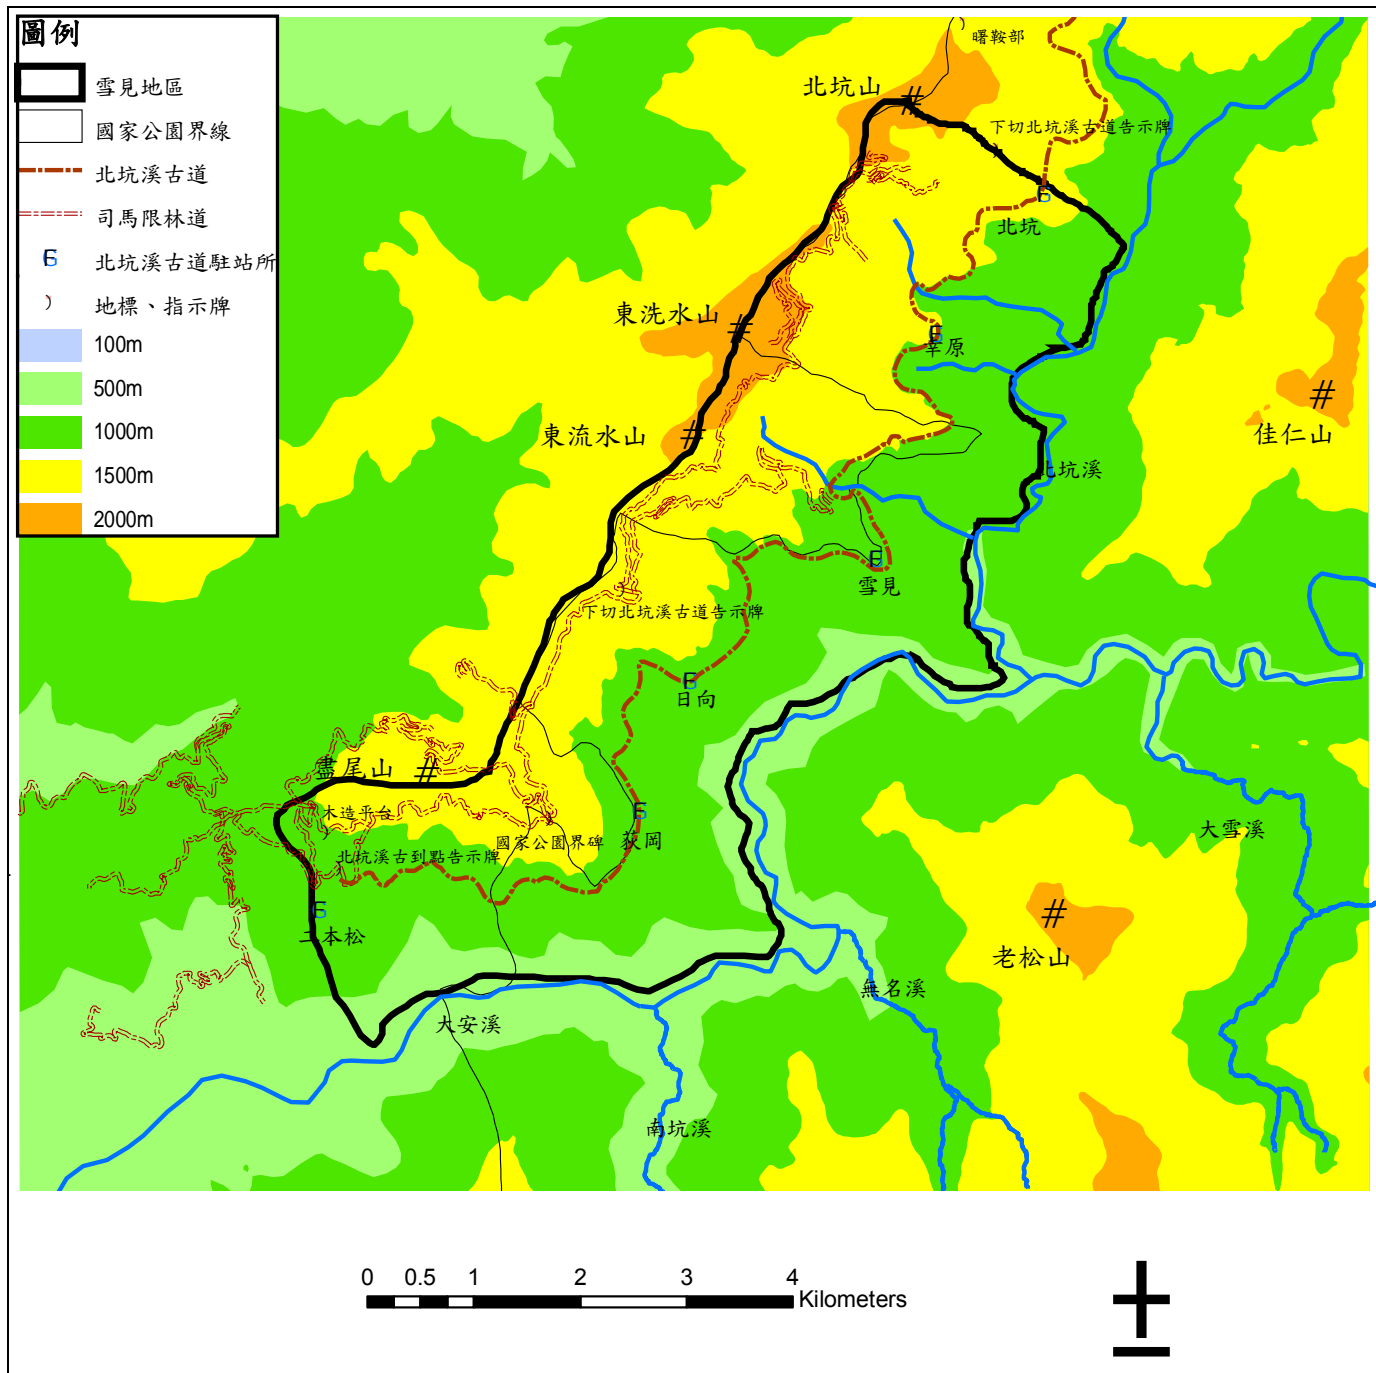 圖例
雪見地區
國家公園界線
北坑溪古道
司馬限林道
北坑溪古道駐站所
地標、指示牌
100m
500m
1000m
1500m
2000m
曙鞍部
北坑山
下切北坑溪古道告示牌
北坑
東洗水山
幸原
佳仁山
東流水山
北坑溪
雪見
下切北坑溪古道告示牌
日向
盡尾山
木造平台
國家公園界碑
荻岡
大雪溪
北坑溪古到點告示牌
二本松
老松山
無名溪
大安溪
南坑溪
0 0.5 1 2 3 4
Kilometers